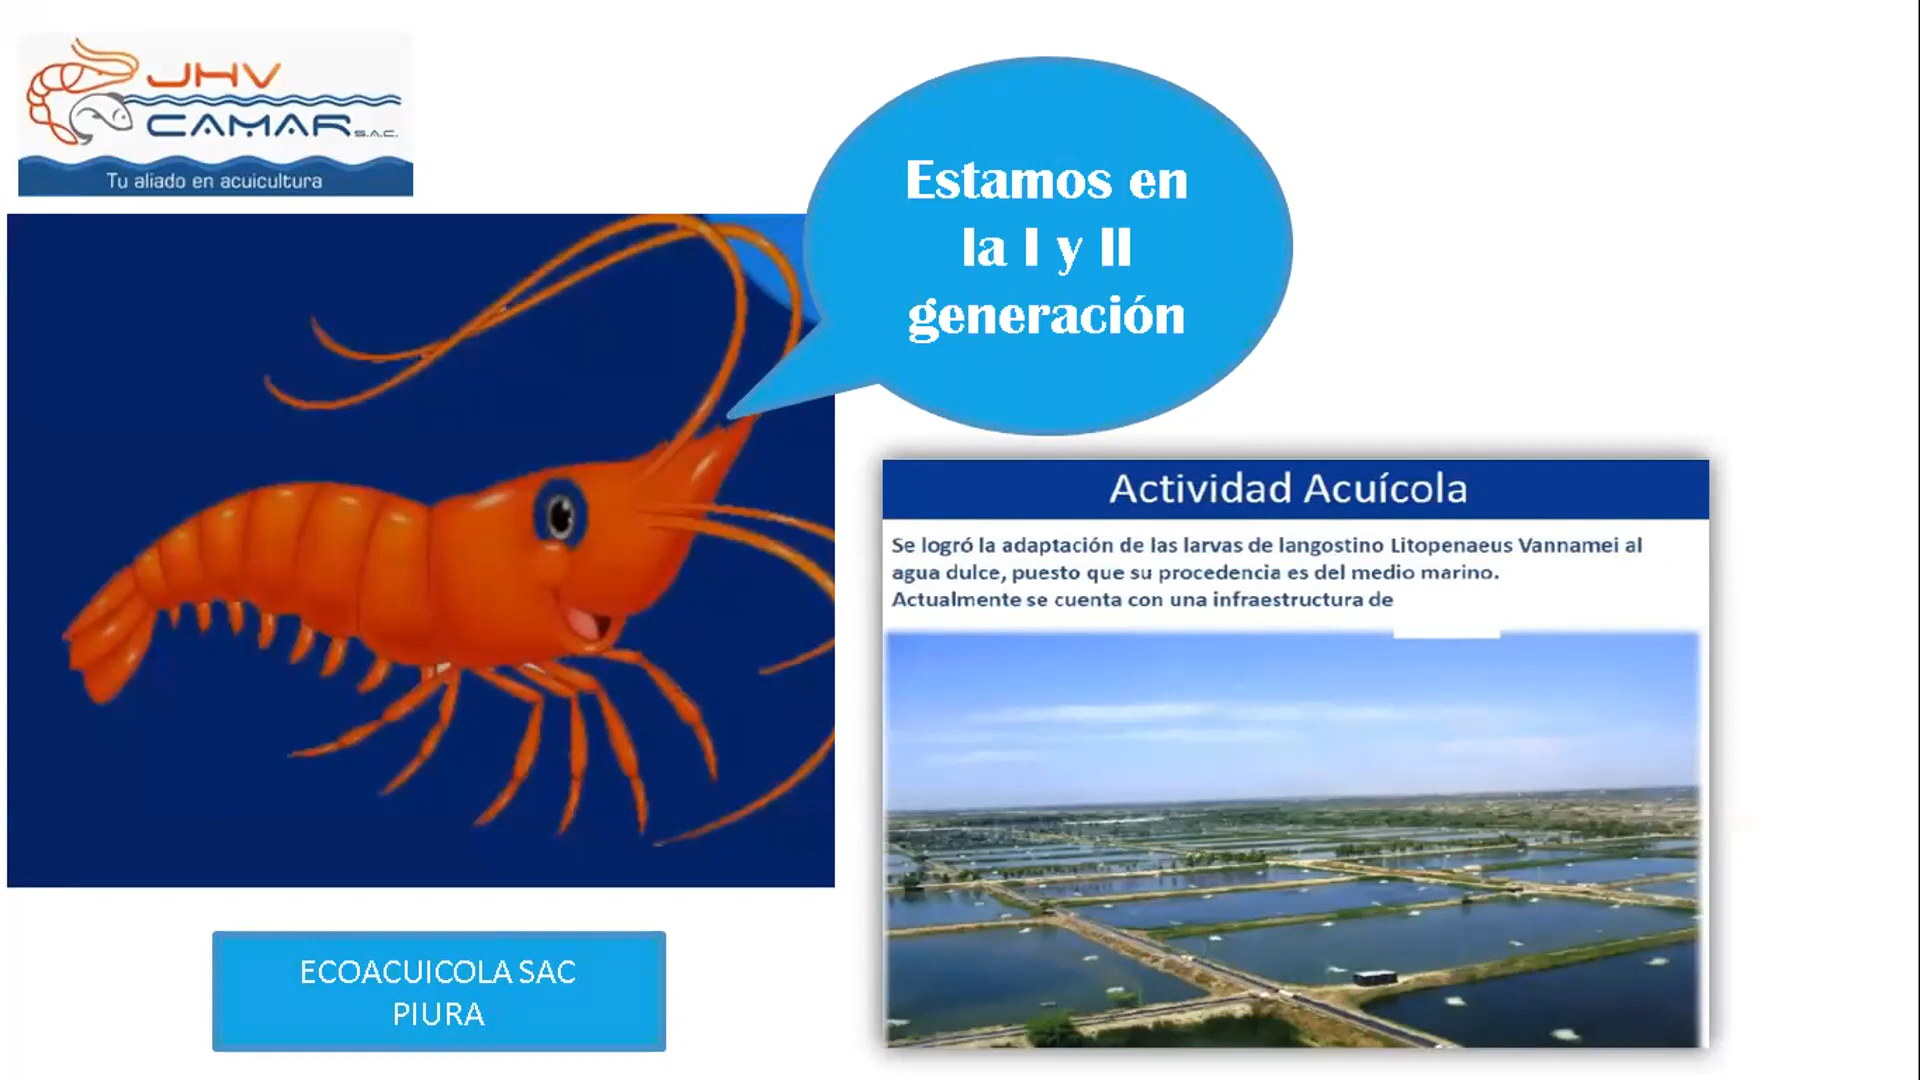 JHV
CAMAR S.A.C.
Tu aliado en acuicultura
Estamos en
la I y II
generación
Actividad Acuícola
Se logró la adaptación de las larvas de langostino Litopenaeus Vannamei al
agua dulce, puesto que su procedencia es del medio marino.
Actualmente se cuenta con una infraestructura de
ECOACUICOLA SAC
PIURA